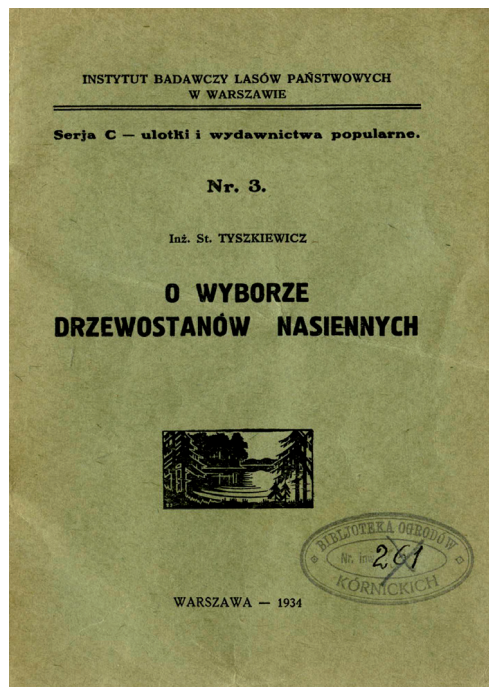 INSTYTUT BADAWCZY LASÓW PAŃSTWOWYCH
W WARSZAWIE
Serja C — ulotki i wydawnictwa popularne.
Nr. 3.
Inż. St. TYSZKIEWICZ
O WYBORZE
DRZEWOSTANÓW NASIENNYCH
BIBLJOTEKA OGRODÓW
Nr. inw. 261
KÓRNICKICH
WARSZAWA — 1934